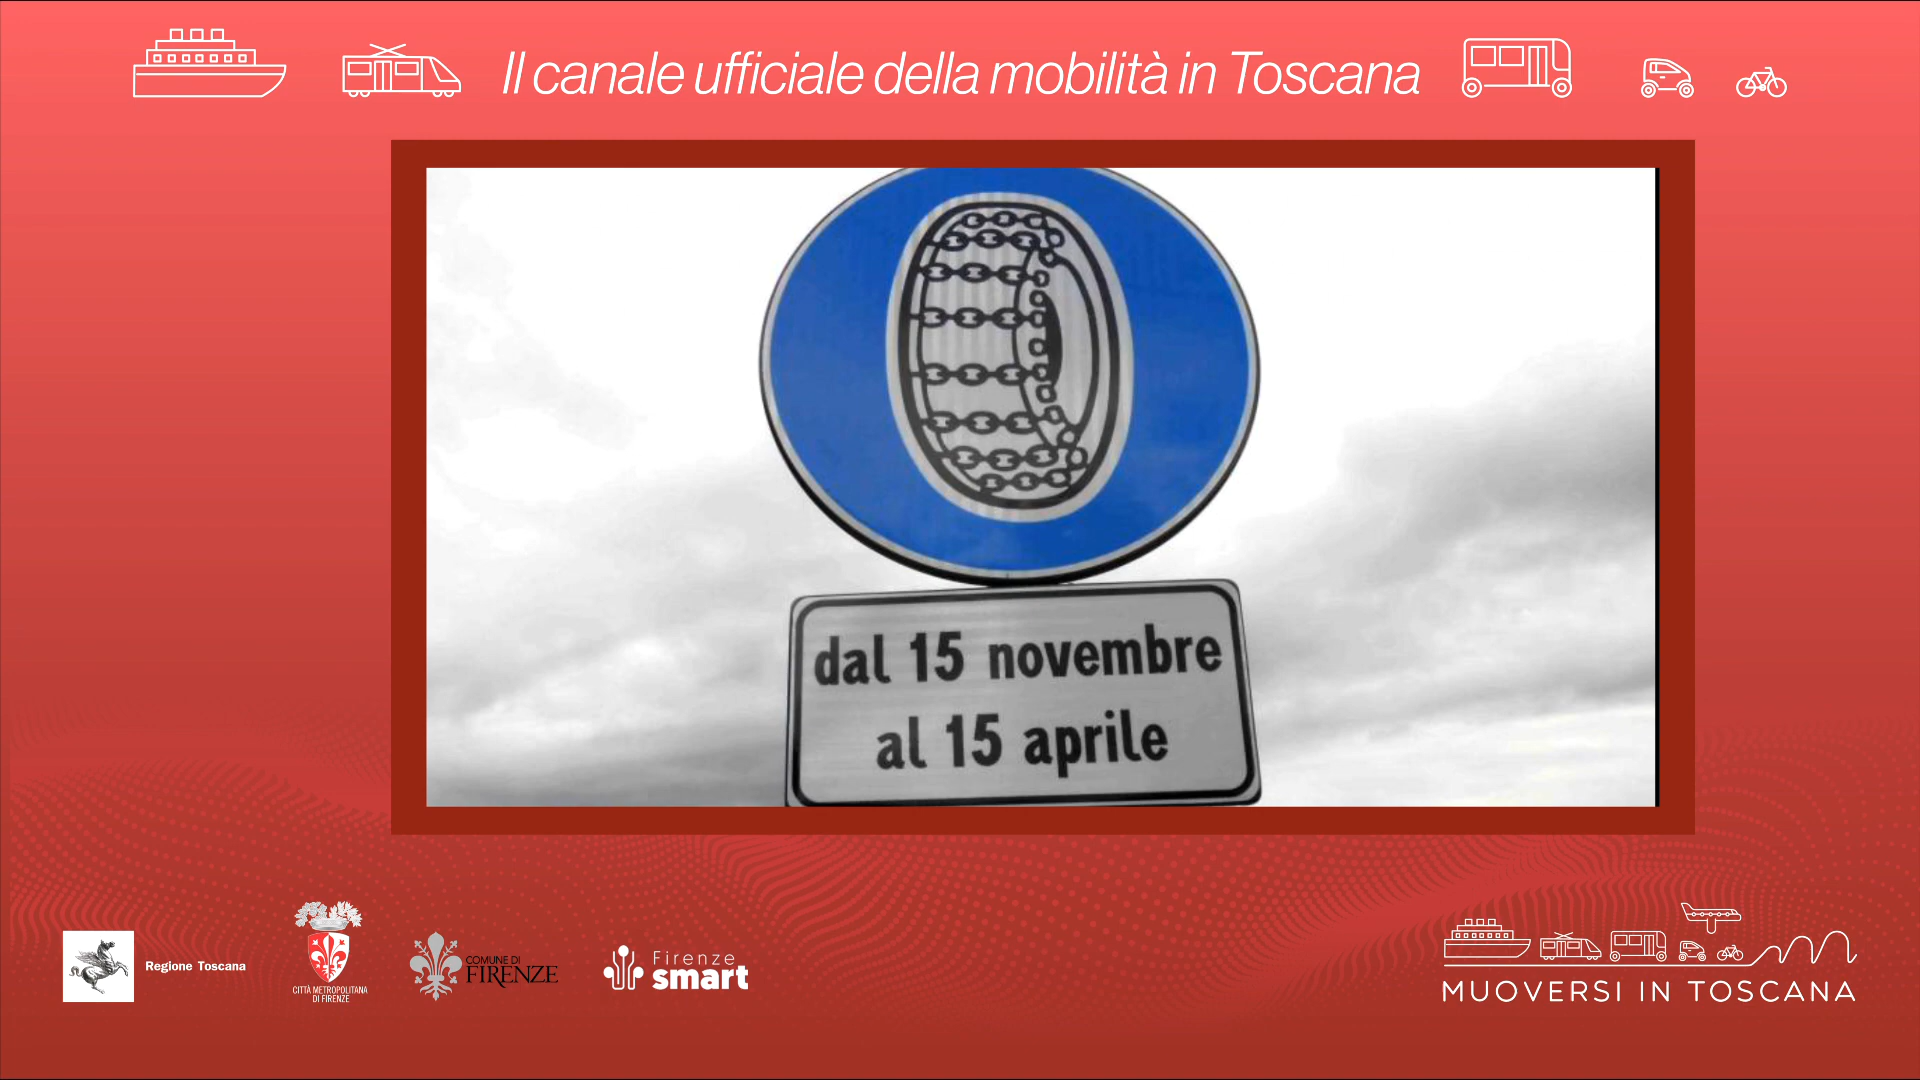 Il canale ufficiale della mobilità in Toscana
dal 15 novembre
al 15 aprile
Regione Toscana
CITTÀ METROPOLITANA
DI FIRENZE
COMUNE DI
FIRENZE
Firenze
smart
MUOVERSI IN TOSCANA